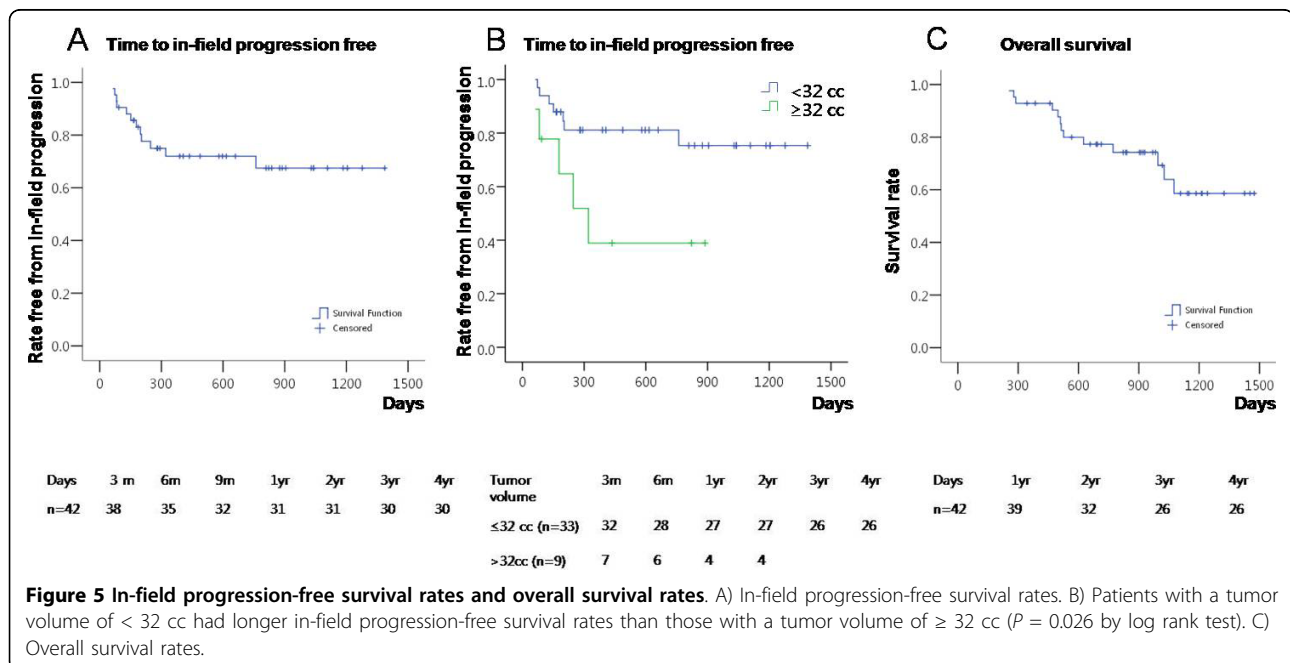 A Time to in-field progression free
Rate free from in-field progression
1.0
0.8
0.6
0.4
0.2
0.0
Survival Function
Censored
0 300 600 900 1200 1500
Days
B Time to in-field progression free
Rate free from in-field progression
1.0
0.8
0.6
0.4
0.2
0.0
<32 cc
≥32 cc
0 300 600 900 1200 1500
Days
C Overall survival
Survival rate
1.0
0.8
0.6
0.4
0.2
0.0
Survival Function
Censored
0 300 600 900 1200 1500
Days
Days 3 m 6m 9m 1yr 2yr 3yr 4yr
n=42 38 35 32 31 31 30 30
Tumor volume 3m 6m 1yr 2yr 3yr 4yr
≤32 cc (n=33) 32 28 27 27 26 26
>32cc (n=9) 7 6 4 4
Days 1yr 2yr 3yr 4yr
n=42 39 32 26 26
Figure 5 In-field progression-free survival rates and overall survival rates. A) In-field progression-free survival rates. B) Patients with a tumor
volume of < 32 cc had longer in-field progression-free survival rates than those with a tumor volume of ≥ 32 cc (P = 0.026 by log rank test). C)
Overall survival rates.